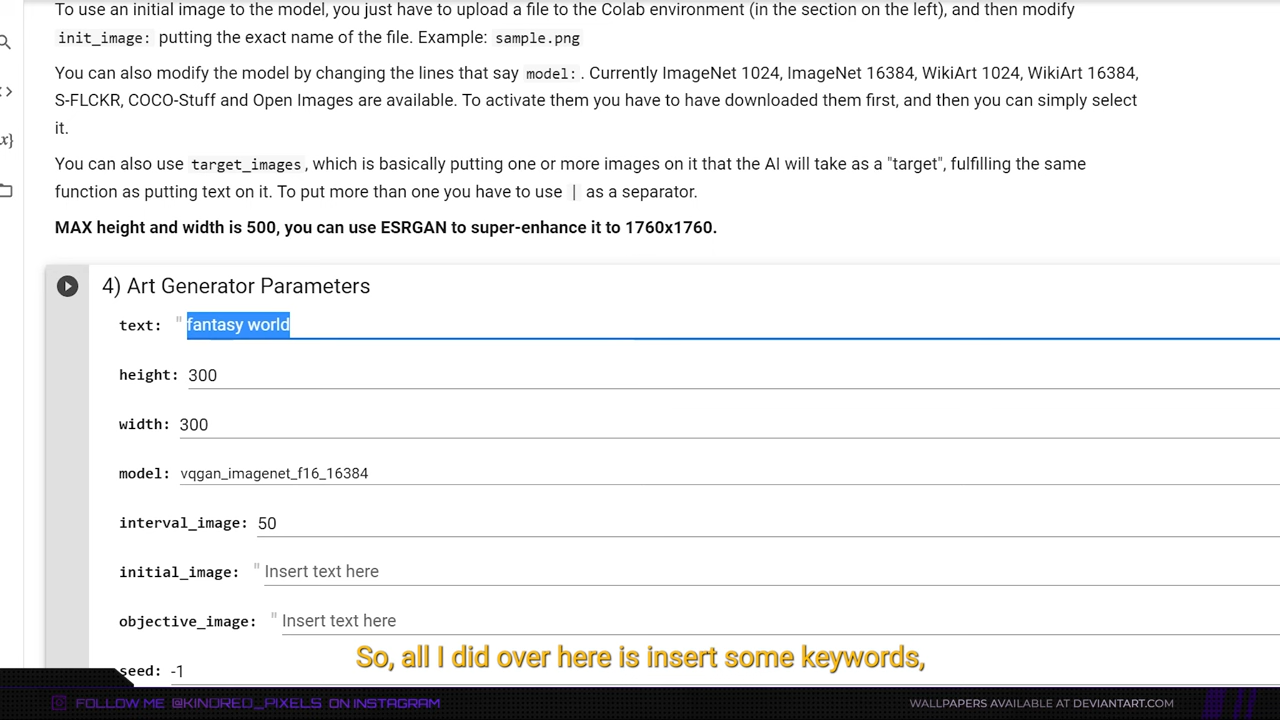 To use an initial image to the model, you just have to upload a file to the Colab environment (in the section on the left), and then modify
init_image: putting the exact name of the file. Example: sample.png
You can also modify the model by changing the lines that say model:. Currently ImageNet 1024, ImageNet 16384, WikiArt 1024, WikiArt 16384,
S-FLCKR, COCO-Stuff and Open Images are available. To activate them you have to have downloaded them first, and then you can simply select
it.
You can also use target_images, which is basically putting one or more images on it that the AI will take as a "target", fulfilling the same
function as putting text on it. To put more than one you have to use | as a separator.
MAX height and width is 500, you can use ESRGAN to super-enhance it to 1760x1760.
4) Art Generator Parameters
text: " fantasy world
height: 300
width: 300
model: vqgan_imagenet_f16_16384
interval_image: 50
initial_image: " Insert text here
objective_image: " Insert text here
So, all I did over here is insert some keywords,
seed: -1
FOLLOW ME @KINDRED_PIXELS ON INSTAGRAM
WALLPAPERS AVAILABLE AT DEVIANTART.COM